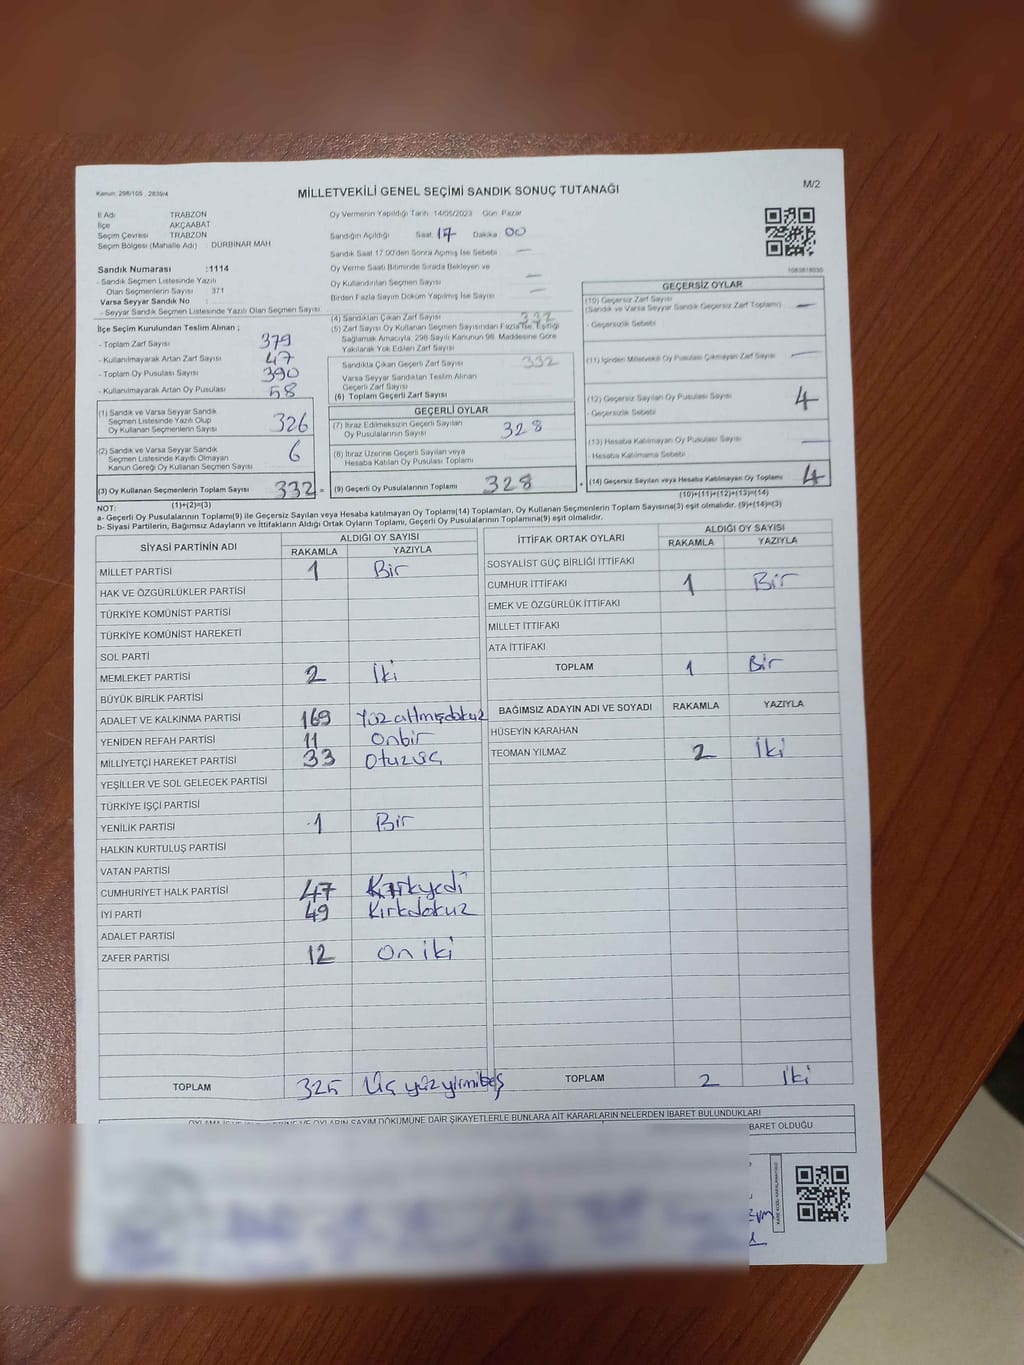 Kanun: 298/105 , 2839/4
MİLLETVEKİLİ GENEL SEÇİMİ SANDIK SONUÇ TUTANAĞI
M/2
İl Adı TRABZON
İlçe AKÇAABAT
Seçim Çevresi TRABZON
Seçim Bölgesi (Mahalle Adı) DÜRBİNAR MAH
Sandık Numarası :1114
- Sandık Seçmen Listesinde Yazılı
Olan Seçmenlerin Sayısı 371
Varsa Seyyar Sandık No :
- Seyyar Sandık Seçmen Listesinde Yazılı Olan Seçmen Sayısı
Oy Vermenin Yapıldığı Tarih 14/05/2023 Gün: Pazar
Sandığın Açıldığı Saat 17 Dakika 00
Sandık Saat 17.00'den Sonra Açılmış İse Sebebi —
Oy Verme Saati Bitiminde Sırada Bekleyen ve
Oy Kullandırılan Seçmen Sayısı —
Birden Fazla Sayım Döküm Yapılmış İse Sayısı —
İlçe Seçim Kurulundan Teslim Alınan ;
- Toplam Zarf Sayısı 379
- Kullanılmayarak Artan Zarf Sayısı 47
- Toplam Oy Pusulası Sayısı 390
- Kullanılmayarak Artan Oy Pusulası 58
(1) Sandık ve Varsa Seyyar Sandık
Seçmen Listesinde Yazılı Olup
Oy Kullanan Seçmenlerin Sayısı 326
(2) Sandık ve Varsa Seyyar Sandık
Seçmen Listesinde Kayıtlı Olmayan
Kanun Gereği Oy Kullanan Seçmen Sayısı 6
(3) Oy Kullanan Seçmenlerin Toplam Sayısı 332 =
(1)+(2)=(3)
(4) Sandıktan Çıkan Zarf Sayısı 332
(5) Zarf Sayısı Oy Kullanan Seçmen Sayısından Fazla ise, Eşitliği
Sağlamak Amacıyla, 298 Sayılı Kanunun 98. Maddesine Göre
Yakılarak Yok Edilen Zarf Sayısı
Sandıkta Çıkan Geçerli Zarf Sayısı 332
Varsa Seyyar Sandıktan Teslim Alınan
Geçerli Zarf Sayısı
(6) Toplam Geçerli Zarf Sayısı
GEÇERLİ OYLAR
(7) İtiraz Edilmeksizin Geçerli Sayılan
Oy Pusulalarının Sayısı 328
(8) İtiraz Üzerine Geçerli Sayılan veya
Hesaba Katılan Oy Pusulası Toplamı
(9) Geçerli Oy Pusulalarının Toplamı 328 +
1083818030
GEÇERSİZ OYLAR
(10) Geçersiz Zarf Sayısı
(Sandık ve Varsa Seyyar Sandık Geçersiz Zarf Toplamı) —
- Geçersizlik Sebebi :
(11) İçinden Milletvekili Oy Pusulası Çıkmayan Zarf Sayısı —
(12) Geçersiz Sayılan Oy Pusulası Sayısı 4
- Geçersizlik Sebebi
(13) Hesaba Katılmayan Oy Pusulası Sayısı —
- Hesaba Katılmama Sebebi
(14) Geçersiz Sayılan veya Hesaba Katılmayan Oy Toplamı 4
(10)+(11)+(12)+(13)=(14)
NOT:
a- Geçerli Oy Pusulalarının Toplamı(9) ile Geçersiz Sayılan veya Hesaba katılmayan Oy Toplamı(14) Toplamları, Oy Kullanan Seçmenlerin Toplam Sayısına(3) eşit olmalıdır. (9)+(14)=(3)
b- Siyasi Partilerin, Bağımsız Adayların ve İttifakların Aldığı Ortak Oyların Toplamı, Geçerli Oy Pusulalarının Toplamına(9) eşit olmalıdır.
SİYASİ PARTİNİN ADI ALDIĞI OY SAYISI
RAKAMLA YAZIYLA
MİLLET PARTİSİ 1 Bir
HAK VE ÖZGÜRLÜKLER PARTİSİ
TÜRKİYE KOMÜNİST PARTİSİ
TÜRKİYE KOMÜNİST HAREKETİ
SOL PARTİ
MEMLEKET PARTİSİ 2 İki
BÜYÜK BİRLİK PARTİSİ
ADALET VE KALKINMA PARTİSİ 169 Yüzaltmışdokuz
YENİDEN REFAH PARTİSİ 11 Onbir
MİLLİYETÇİ HAREKET PARTİSİ 33 Otuzüç
YEŞİLLER VE SOL GELECEK PARTİSİ
TÜRKİYE İŞÇİ PARTİSİ
YENİLİK PARTİSİ 1 Bir
HALKIN KURTULUŞ PARTİSİ
VATAN PARTİSİ
CUMHURİYET HALK PARTİSİ 47 Kırkyedi
İYİ PARTİ 49 Kırkdokuz
ADALET PARTİSİ
ZAFER PARTİSİ 12 On iki
TOPLAM 325 Üçyüzyirmibeş
İTTİFAK ORTAK OYLARI ALDIĞI OY SAYISI
RAKAMLA YAZIYLA
SOSYALİST GÜÇ BİRLİĞİ İTTİFAKI
CUMHUR İTTİFAKI 1 Bir
EMEK VE ÖZGÜRLÜK İTTİFAKI
MİLLET İTTİFAKI
ATA İTTİFAKI
TOPLAM 1 Bir
BAĞIMSIZ ADAYIN ADI VE SOYADI RAKAMLA YAZIYLA
HÜSEYİN KARAHAN
TEOMAN YILMAZ 2 İki
TOPLAM 2 İki
SAYIM DÖKÜMÜNE DAİR ŞİKAYETLERLE BUNLARA AİT KARARLARIN NELERDEN İBARET BULUNDUKLARI
BARET OLDUĞU